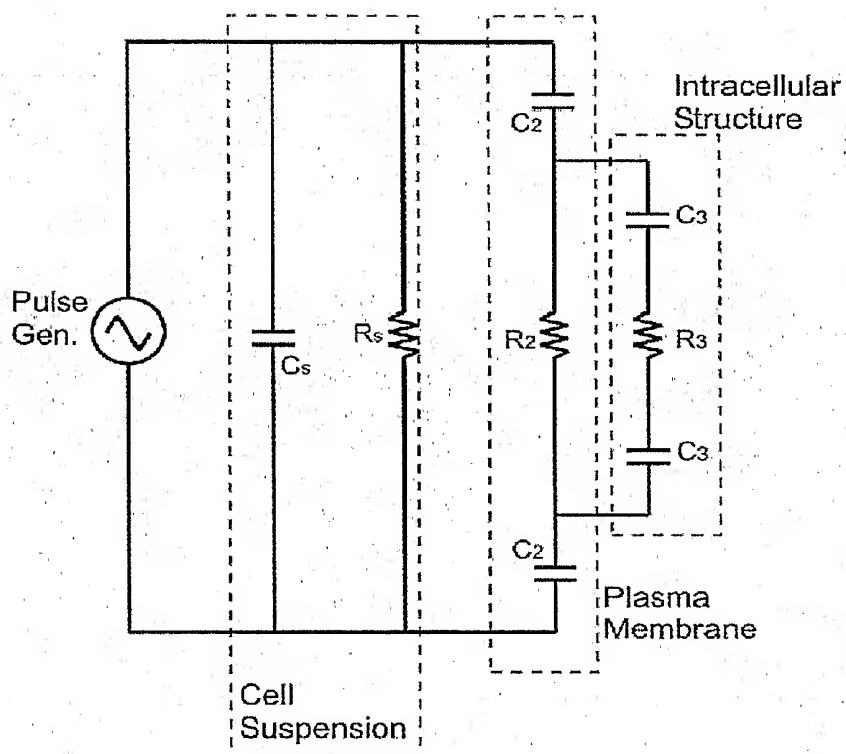 C2
Intracellular
Structure
C3
Pulse
Gen.
Cs
Rs
R2
R3
C3
C2
Plasma
Membrane
Cell
Suspension